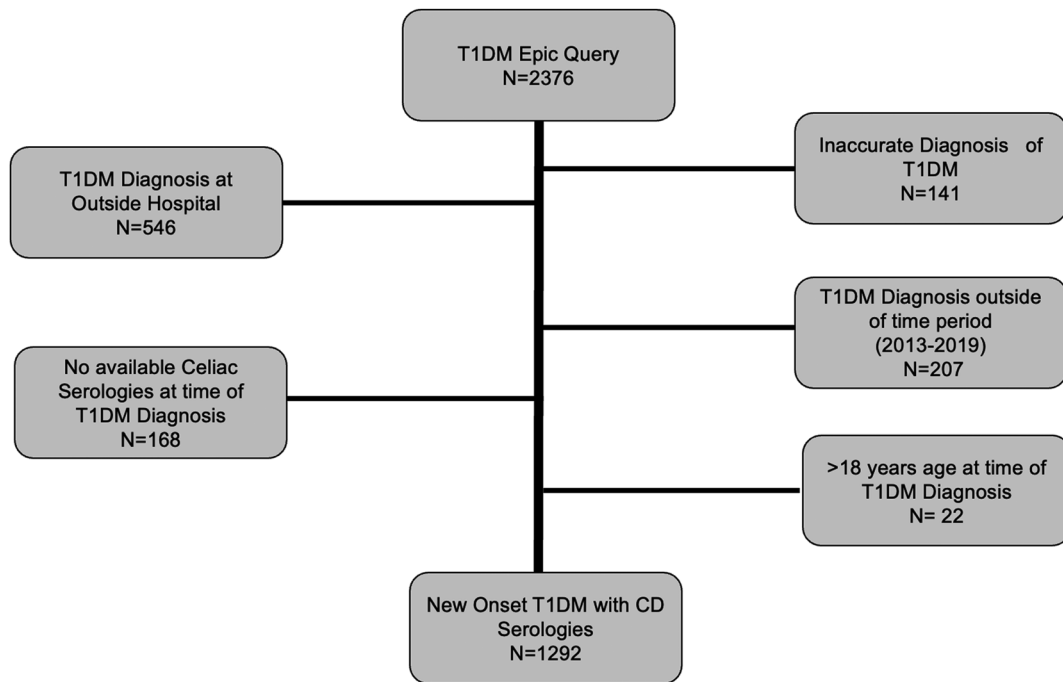 T1DM Epic Query
N=2376
Inaccurate Diagnosis of
T1DM
N=141
T1DM Diagnosis at
Outside Hospital
N=546
T1DM Diagnosis outside
of time period
(2013-2019)
N=207
No available Celiac
Serologies at time of
T1DM Diagnosis
N=168
>18 years age at time of
T1DM Diagnosis
N= 22
New Onset T1DM with CD
Serologies
N=1292